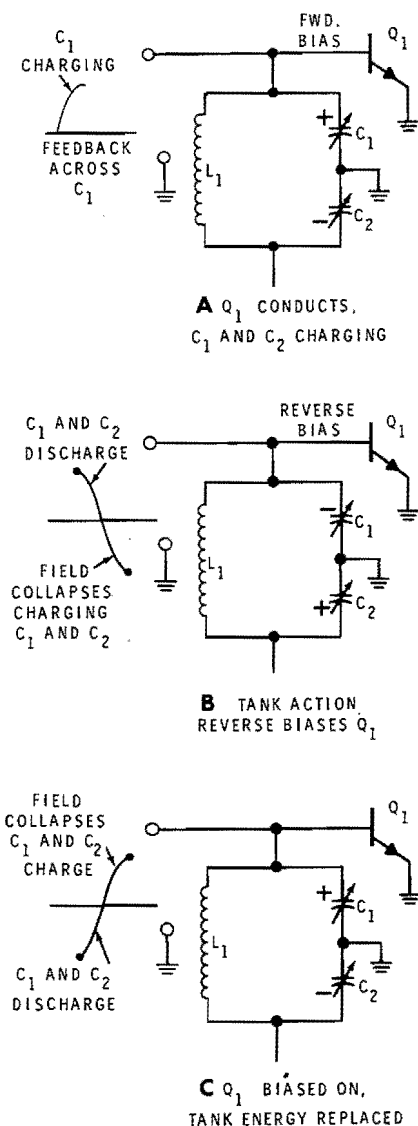 C1
CHARGING
FEEDBACK
ACROSS
C1
FWD.
BIAS
Q1
L1
+
C1
−
C2
A Q1 CONDUCTS,
C1 AND C2 CHARGING
C1 AND C2
DISCHARGE
FIELD
COLLAPSES
CHARGING
C1 AND C2
REVERSE
BIAS
Q1
L1
−
C1
+
C2
B TANK ACTION
REVERSE BIASES Q1
FIELD
COLLAPSES
C1 AND C2
CHARGE
C1 AND C2
DISCHARGE
Q1
L1
+
C1
−
C2
C Q1 BIASED ON,
TANK ENERGY REPLACED